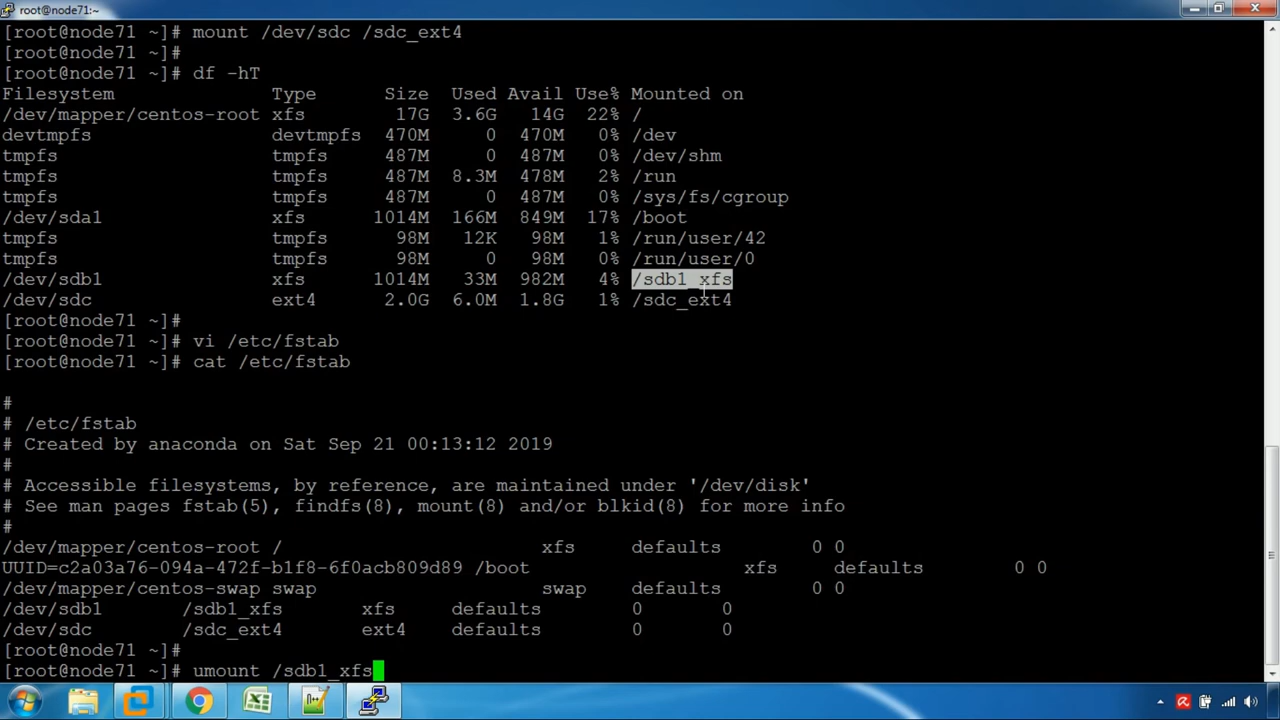 root@node71:~
[root@node71 ~]# mount /dev/sdc /sdc_ext4
[root@node71 ~]#
[root@node71 ~]# df -hT
Filesystem Type Size Used Avail Use% Mounted on
/dev/mapper/centos-root xfs 17G 3.6G 14G 22% /
devtmpfs devtmpfs 470M 0 470M 0% /dev
tmpfs tmpfs 487M 0 487M 0% /dev/shm
tmpfs tmpfs 487M 8.3M 478M 2% /run
tmpfs tmpfs 487M 0 487M 0% /sys/fs/cgroup
/dev/sda1 xfs 1014M 166M 849M 17% /boot
tmpfs tmpfs 98M 12K 98M 1% /run/user/42
tmpfs tmpfs 98M 0 98M 0% /run/user/0
/dev/sdb1 xfs 1014M 33M 982M 4% /sdb1_xfs
/dev/sdc ext4 2.0G 6.0M 1.8G 1% /sdc_ext4
[root@node71 ~]#
[root@node71 ~]# vi /etc/fstab
[root@node71 ~]# cat /etc/fstab
#
# /etc/fstab
# Created by anaconda on Sat Sep 21 00:13:12 2019
#
# Accessible filesystems, by reference, are maintained under '/dev/disk'
# See man pages fstab(5), findfs(8), mount(8) and/or blkid(8) for more info
#
/dev/mapper/centos-root / xfs defaults 0 0
UUID=c2a03a76-094a-472f-b1f8-6f0acb809d89 /boot xfs defaults 0 0
/dev/mapper/centos-swap swap swap defaults 0 0
/dev/sdb1 /sdb1_xfs xfs defaults 0 0
/dev/sdc /sdc_ext4 ext4 defaults 0 0
[root@node71 ~]#
[root@node71 ~]# umount /sdb1_xfs